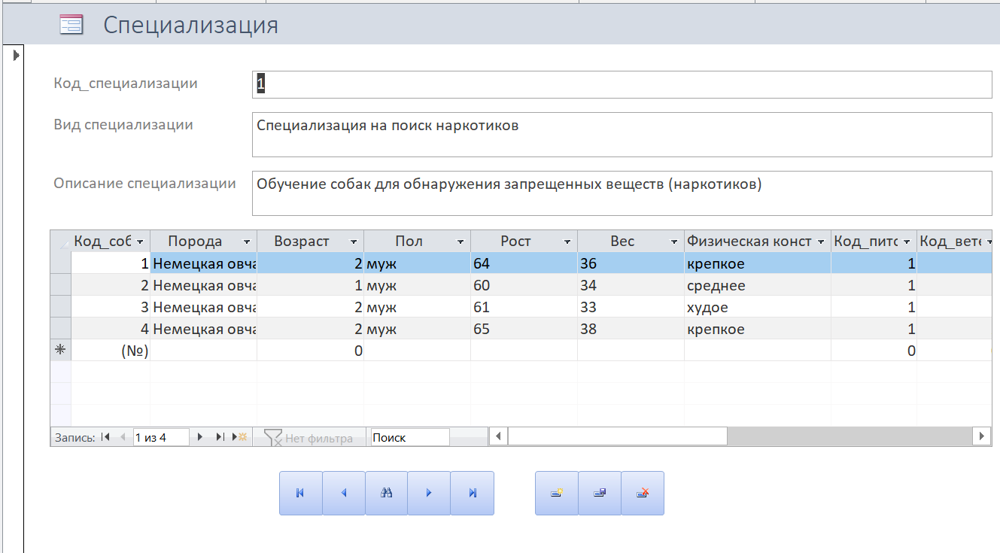 Специализация
Код_специализации 1
Вид специализации Специализация на поиск наркотиков
Описание специализации Обучение собак для обнаружения запрещенных веществ (наркотиков)
Код_соб Порода Возраст Пол Рост Вес Физическая конст Код_пито Код_вете
1 Немецкая овча 2 муж 64 36 крепкое 1
2 Немецкая овча 1 муж 60 34 среднее 1
3 Немецкая овча 2 муж 61 33 худое 1
4 Немецкая овча 2 муж 65 38 крепкое 1
(№) 0 0
Запись: 1 из 4 Нет фильтра Поиск